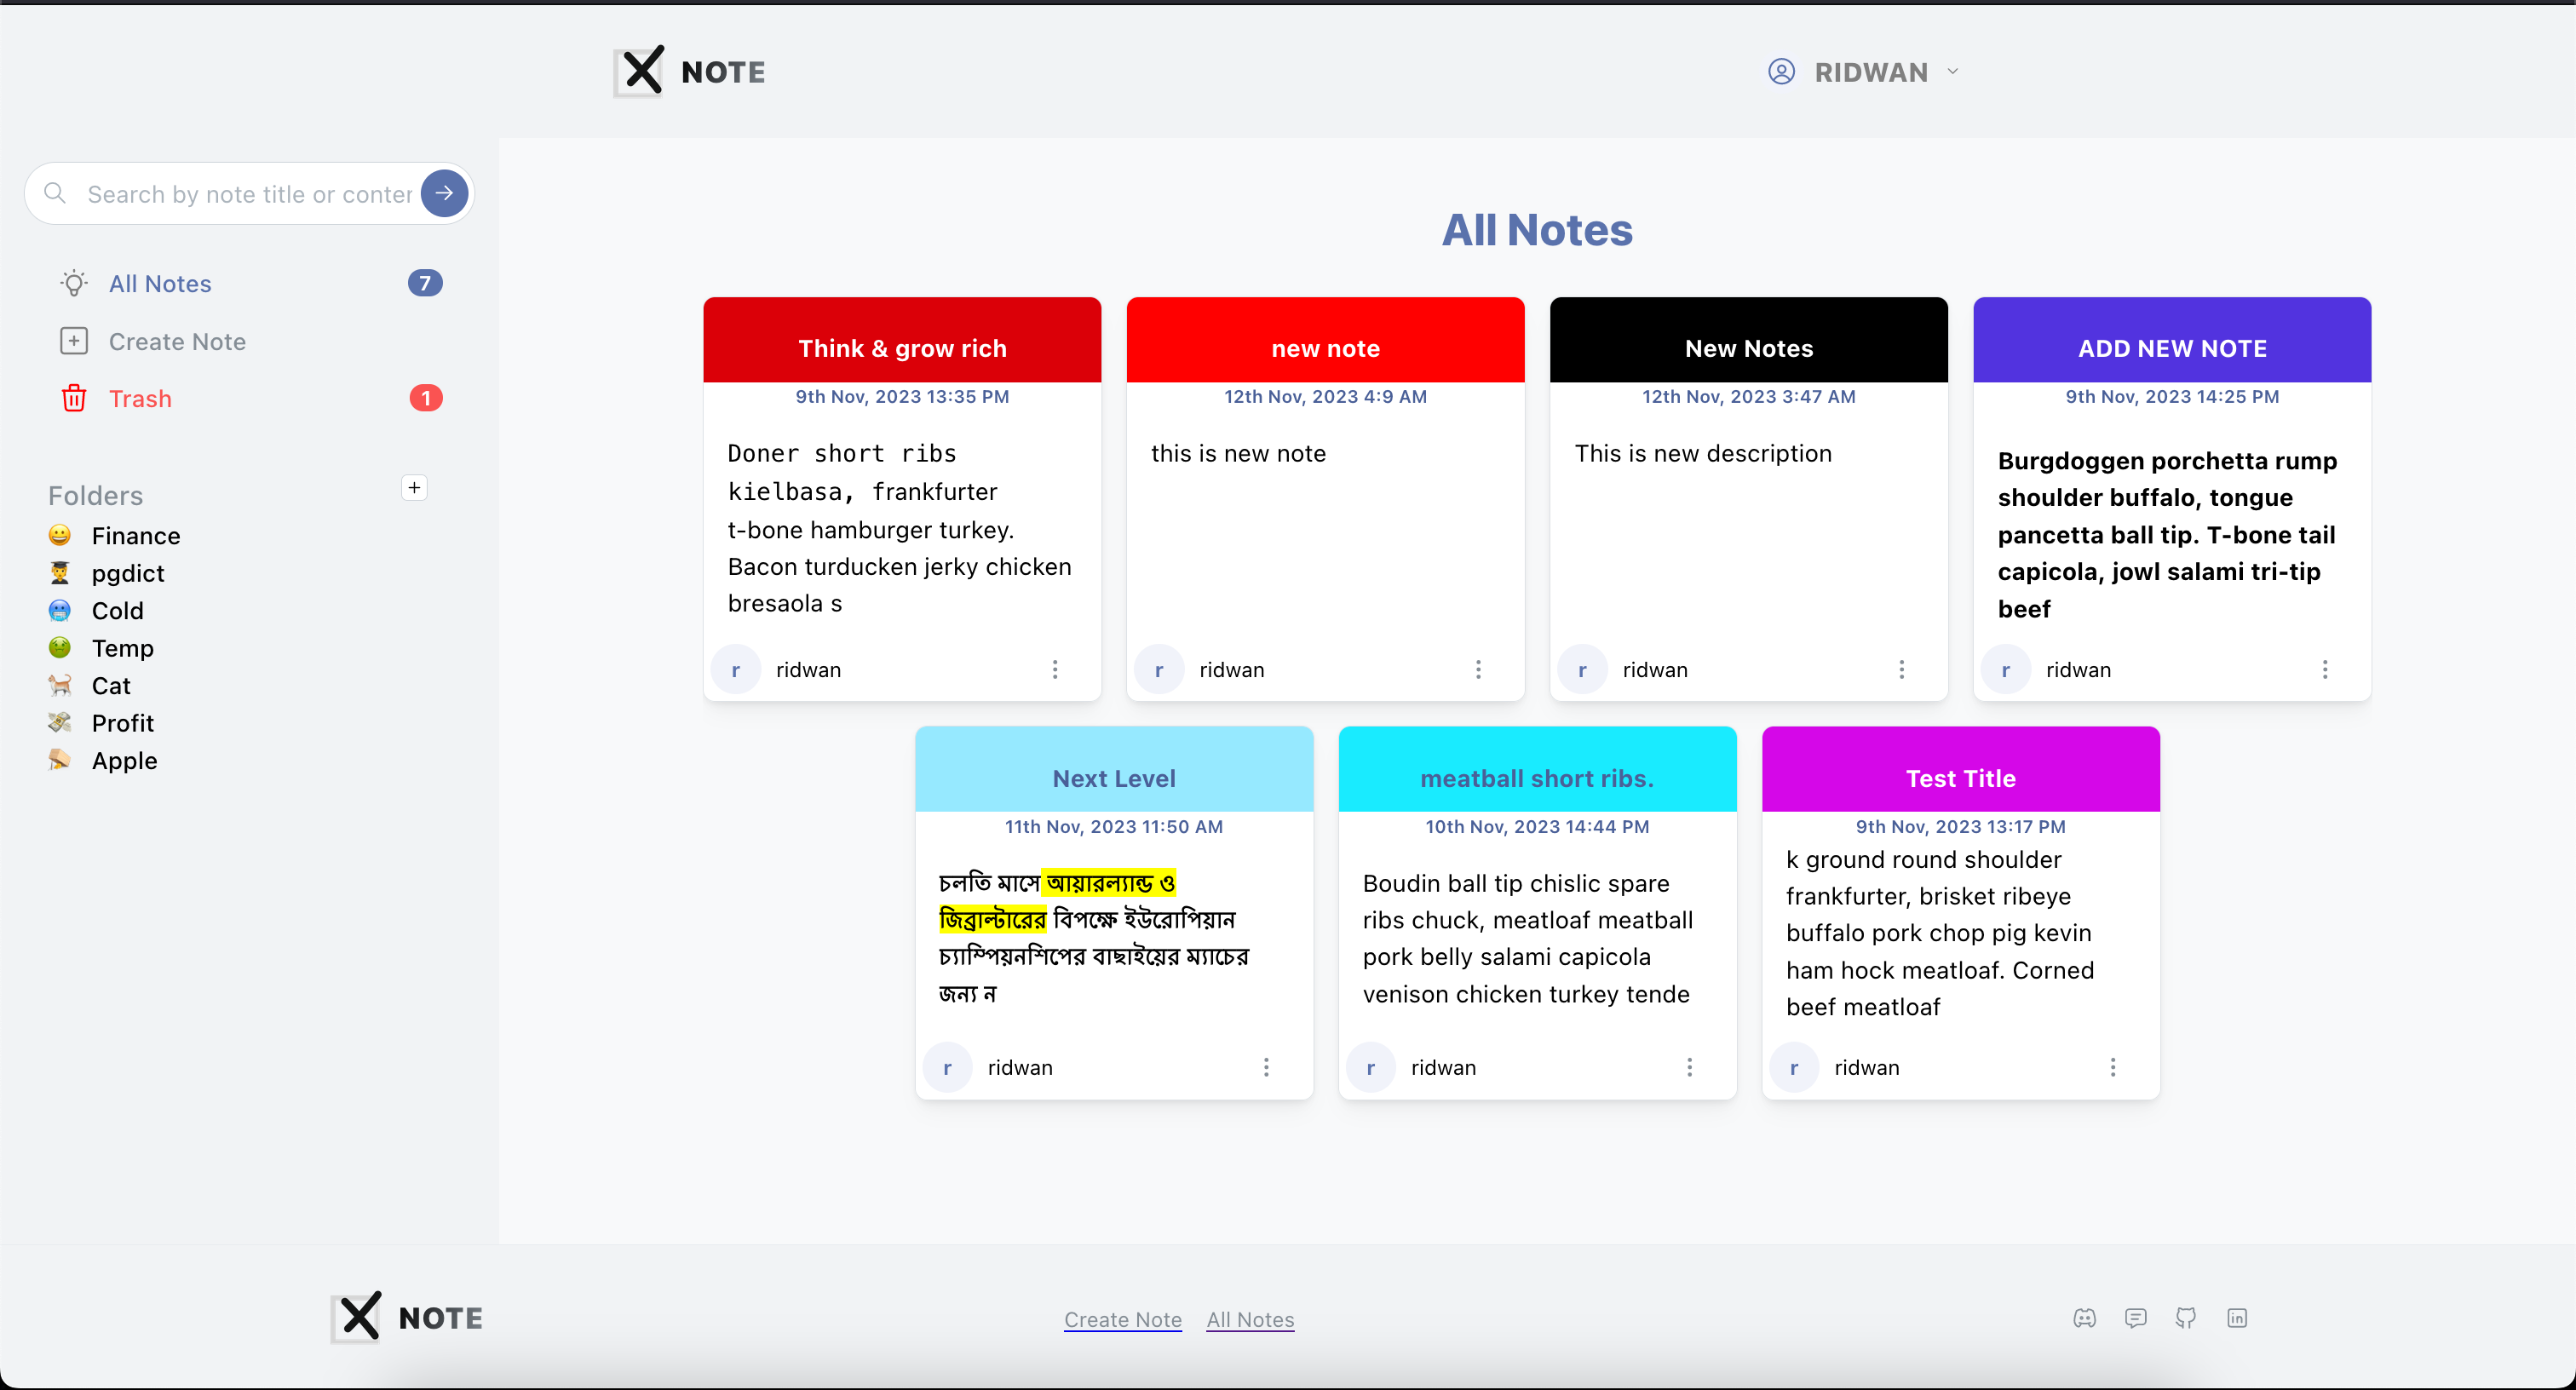 NOTE
RIDWAN
Search by note title or conter
All Notes
7
Create Note
Trash
1
Folders
Finance
pgdict
Cold
Temp
Cat
Profit
Apple
All Notes
Think & grow rich
9th Nov, 2023 13:35 PM
Doner short ribs
kielbasa, frankfurter
t-bone hamburger turkey.
Bacon turducken jerky chicken
bresaola s
r ridwan
new note
12th Nov, 2023 4:9 AM
this is new note
r ridwan
New Notes
12th Nov, 2023 3:47 AM
This is new description
r ridwan
ADD NEW NOTE
9th Nov, 2023 14:25 PM
Burgdoggen porchetta rump
shoulder buffalo, tongue
pancetta ball tip. T-bone tail
capicola, jowl salami tri-tip
beef
r ridwan
Next Level
11th Nov, 2023 11:50 AM
চলতি মাসে আয়ারল্যান্ড ও
জিব্রাল্টারের বিপক্ষে ইউরোপিয়ান
চ্যাম্পিয়নশিপের বাছাইয়ের ম্যাচের
জন্য ন
r ridwan
meatball short ribs.
10th Nov, 2023 14:44 PM
Boudin ball tip chislic spare
ribs chuck, meatloaf meatball
pork belly salami capicola
venison chicken turkey tende
r ridwan
Test Title
9th Nov, 2023 13:17 PM
k ground round shoulder
frankfurter, brisket ribeye
buffalo pork chop pig kevin
ham hock meatloaf. Corned
beef meatloaf
r ridwan
NOTE
Create Note All Notes
in